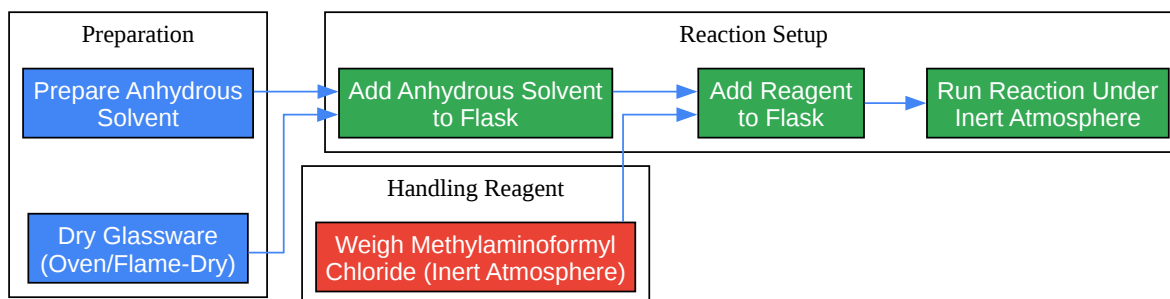 Preparation
Prepare Anhydrous
Solvent
Dry Glassware
(Oven/Flame-Dry)
Reaction Setup
Add Anhydrous Solvent
to Flask
Add Reagent
to Flask
Run Reaction Under
Inert Atmosphere
Handling Reagent
Weigh Methylaminoformyl
Chloride (Inert Atmosphere)